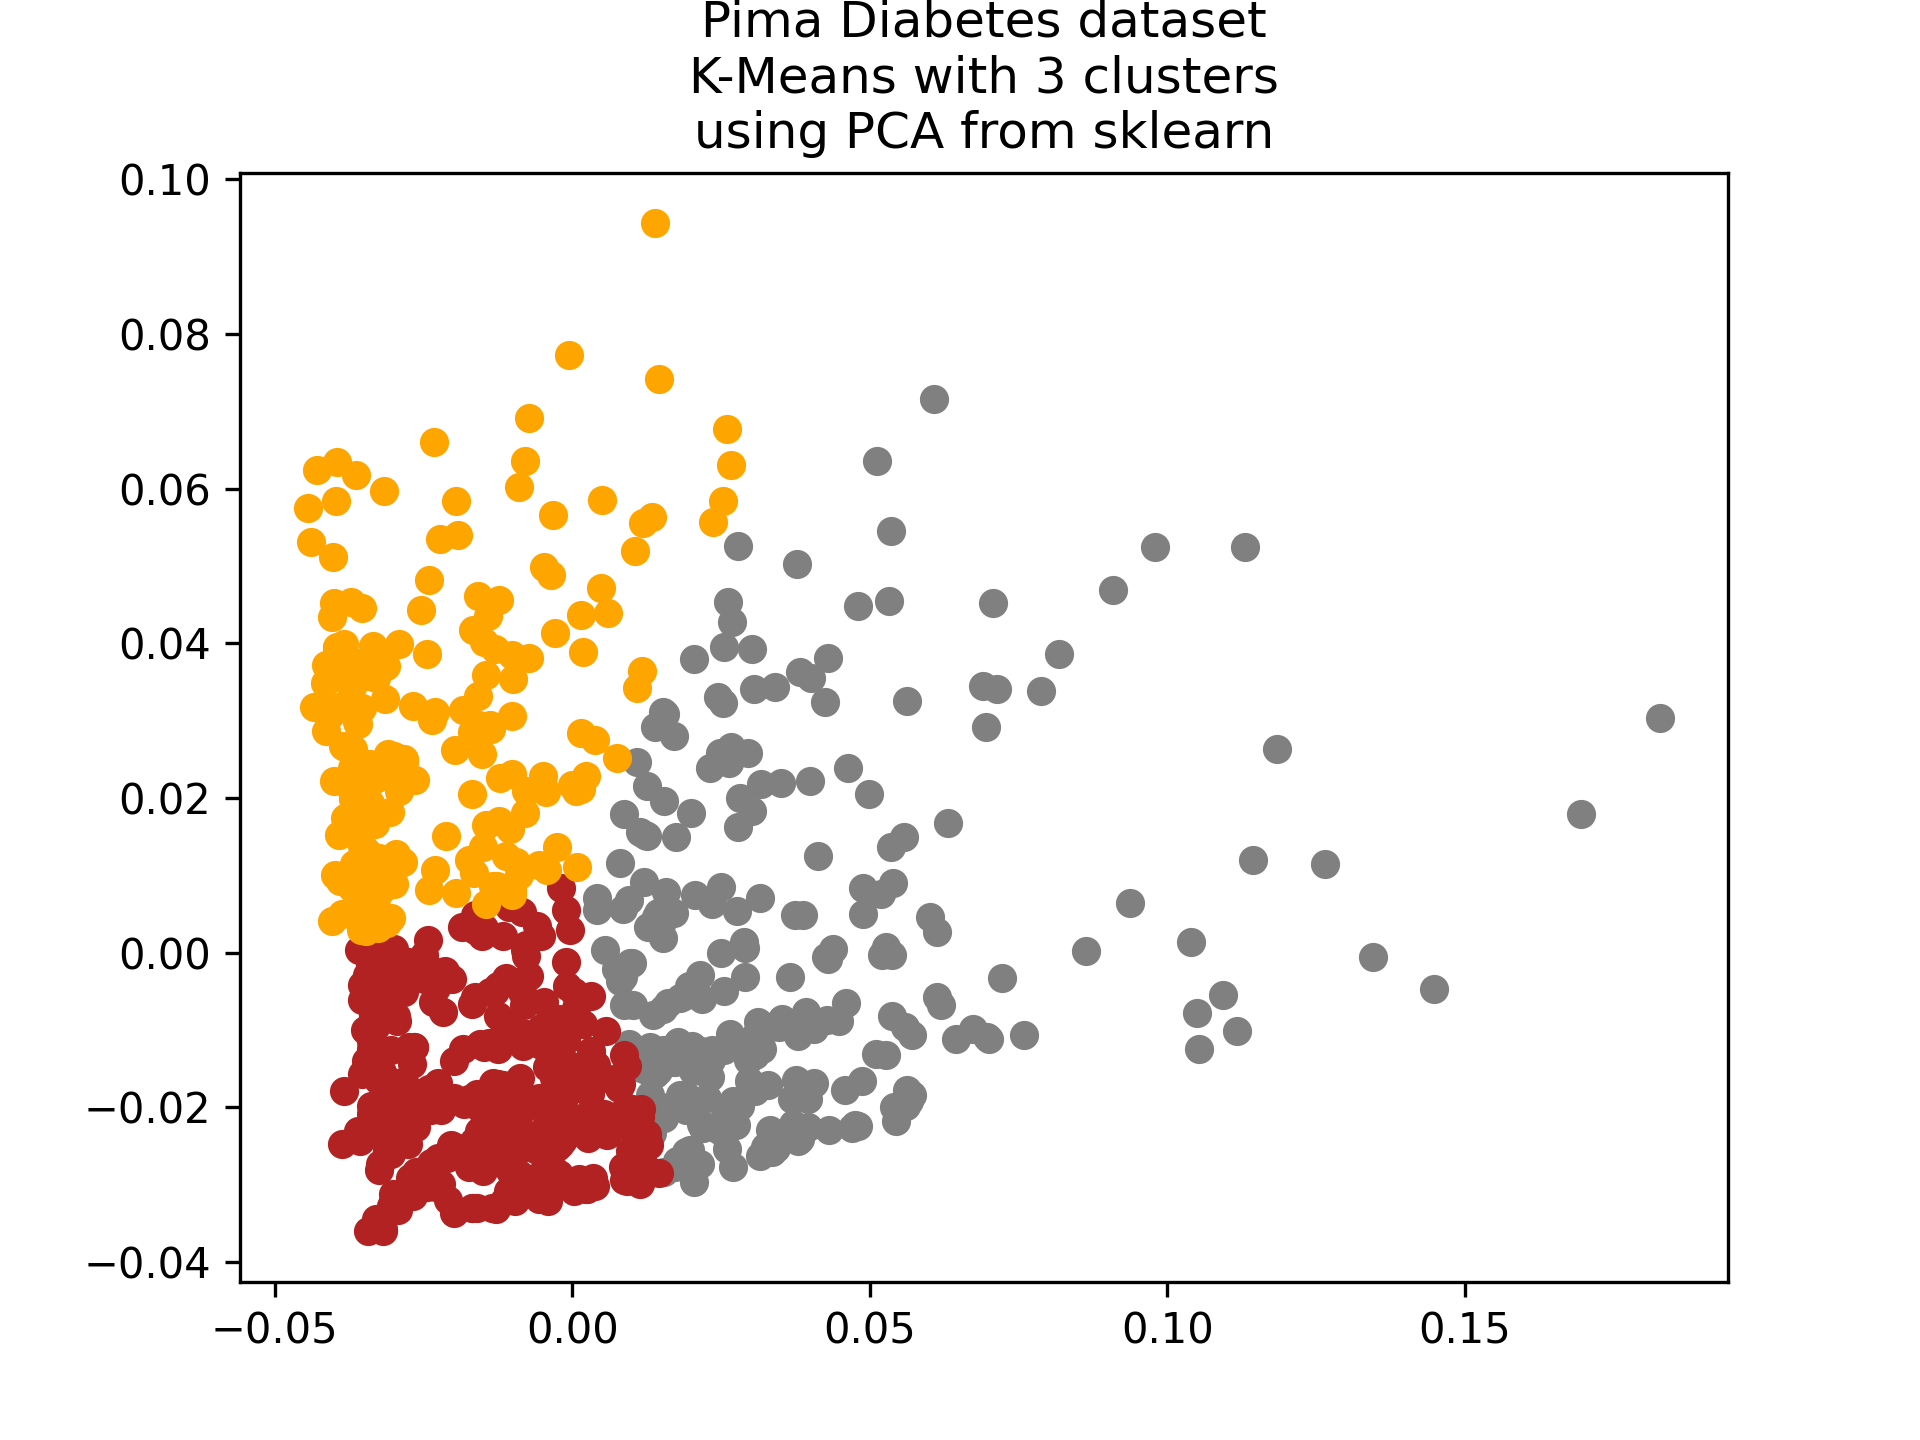 Pima Diabetes dataset
K-Means with 3 clusters
using PCA from sklearn
0.10
0.08
0.06
0.04
0.02
0.00
−0.02
−0.04
−0.05 0.00 0.05 0.10 0.15